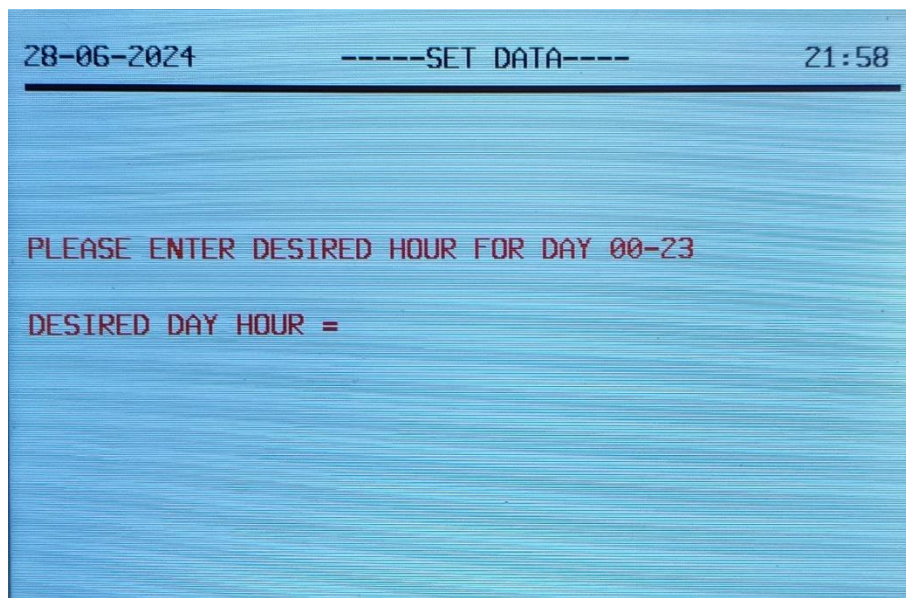 28-06-2024 -----SET DATA---- 21:58
PLEASE ENTER DESIRED HOUR FOR DAY 00-23
DESIRED DAY HOUR =